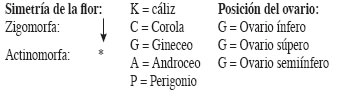 Simetría de la flor:
Zigomorfa:
Actinomorfa: *
K = cáliz
C = Corola
G = Gineceo
A = Androceo
P = Perigonio
Posición del ovario:
G = Ovario ínfero
G = Ovario súpero
G = Ovario semiínfero